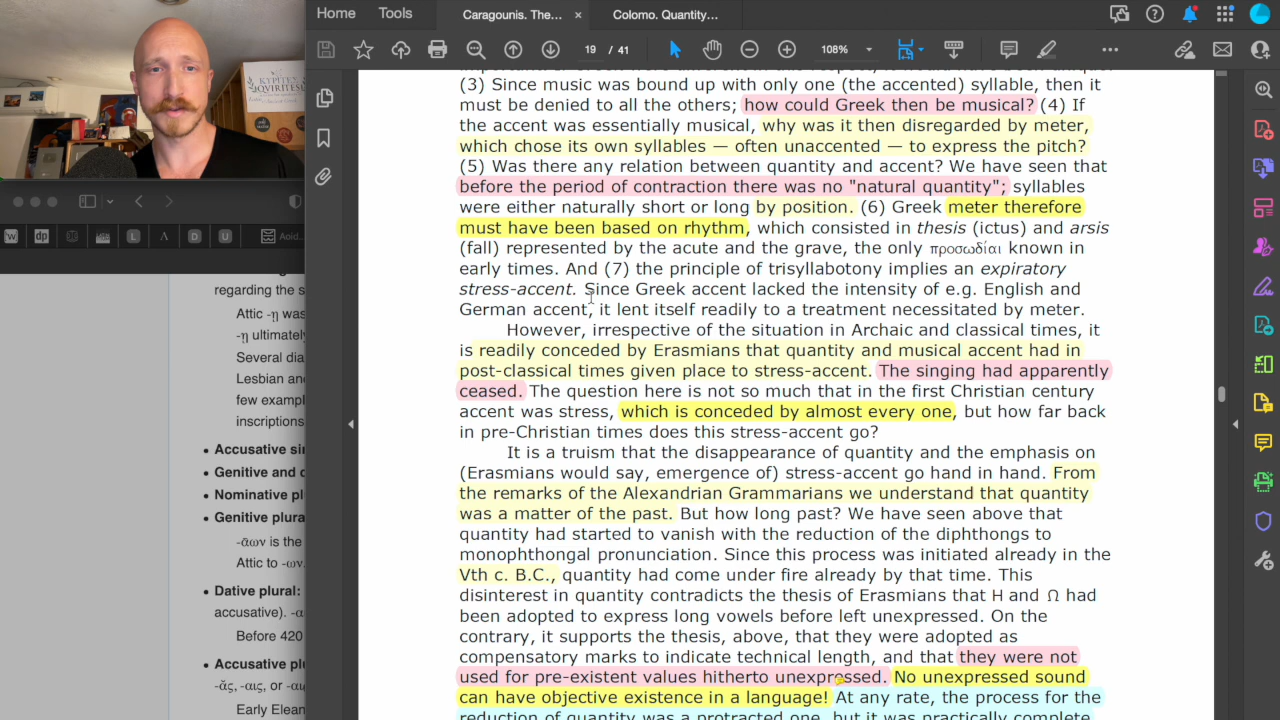 Home
Tools
Caragounis. The...
×
Colomo. Quantity...
19 / 41
108%
ΚΥΡΙΤΕ
(3) Since music was bound up with only one (the accented) syllable, then it
must be denied to all the others; how could Greek then be musical? (4) If
the accent was essentially musical, why was it then disregarded by meter,
which chose its own syllables — often unaccented — to express the pitch?
(5) Was there any relation between quantity and accent? We have seen that
before the period of contraction there was no "natural quantity"; syllables
were either naturally short or long by position. (6) Greek meter therefore
must have been based on rhythm, which consisted in thesis (ictus) and arsis
(fall) represented by the acute and the grave, the only προσωδίαι known in
early times. And (7) the principle of trisyllabotony implies an expiratory
stress-accent. Since Greek accent lacked the intensity of e.g. English and
German accent, it lent itself readily to a treatment necessitated by meter.
However, irrespective of the situation in Archaic and classical times, it
is readily conceded by Erasmians that quantity and musical accent had in
post-classical times given place to stress-accent. The singing had apparently
ceased. The question here is not so much that in the first Christian century
accent was stress, which is conceded by almost every one, but how far back
in pre-Christian times does this stress-accent go?
It is a truism that the disappearance of quantity and the emphasis on
(Erasmians would say, emergence of) stress-accent go hand in hand. From
the remarks of the Alexandrian Grammarians we understand that quantity
was a matter of the past. But how long past? We have seen above that
quantity had started to vanish with the reduction of the diphthongs to
monophthongal pronunciation. Since this process was initiated already in the
Vth c. B.C., quantity had come under fire already by that time. This
disinterest in quantity contradicts the thesis of Erasmians that H and Ω had
been adopted to express long vowels before left unexpressed. On the
contrary, it supports the thesis, above, that they were adopted as
compensatory marks to indicate technical length, and that they were not
used for pre-existent values hitherto unexpressed. No unexpressed sound
can have objective existence in a language! At any rate, the process for the
reduction of quantity was a protracted one, but it was practically complete
W
dp
L
Λ
D
U
Aoid...
regarding the s
Attic -η was
-η ultimately
Several dia
Lesbian an
few examp
inscriptions
• Accusative si
• Genitive and d
• Nominative pl
• Genitive plura
-ᾱων is the
Attic to -ων.
• Dative plural:
accusative). -α
Before 420
• Accusative plu
-ᾰς, -αις, or -αι
Early Elean